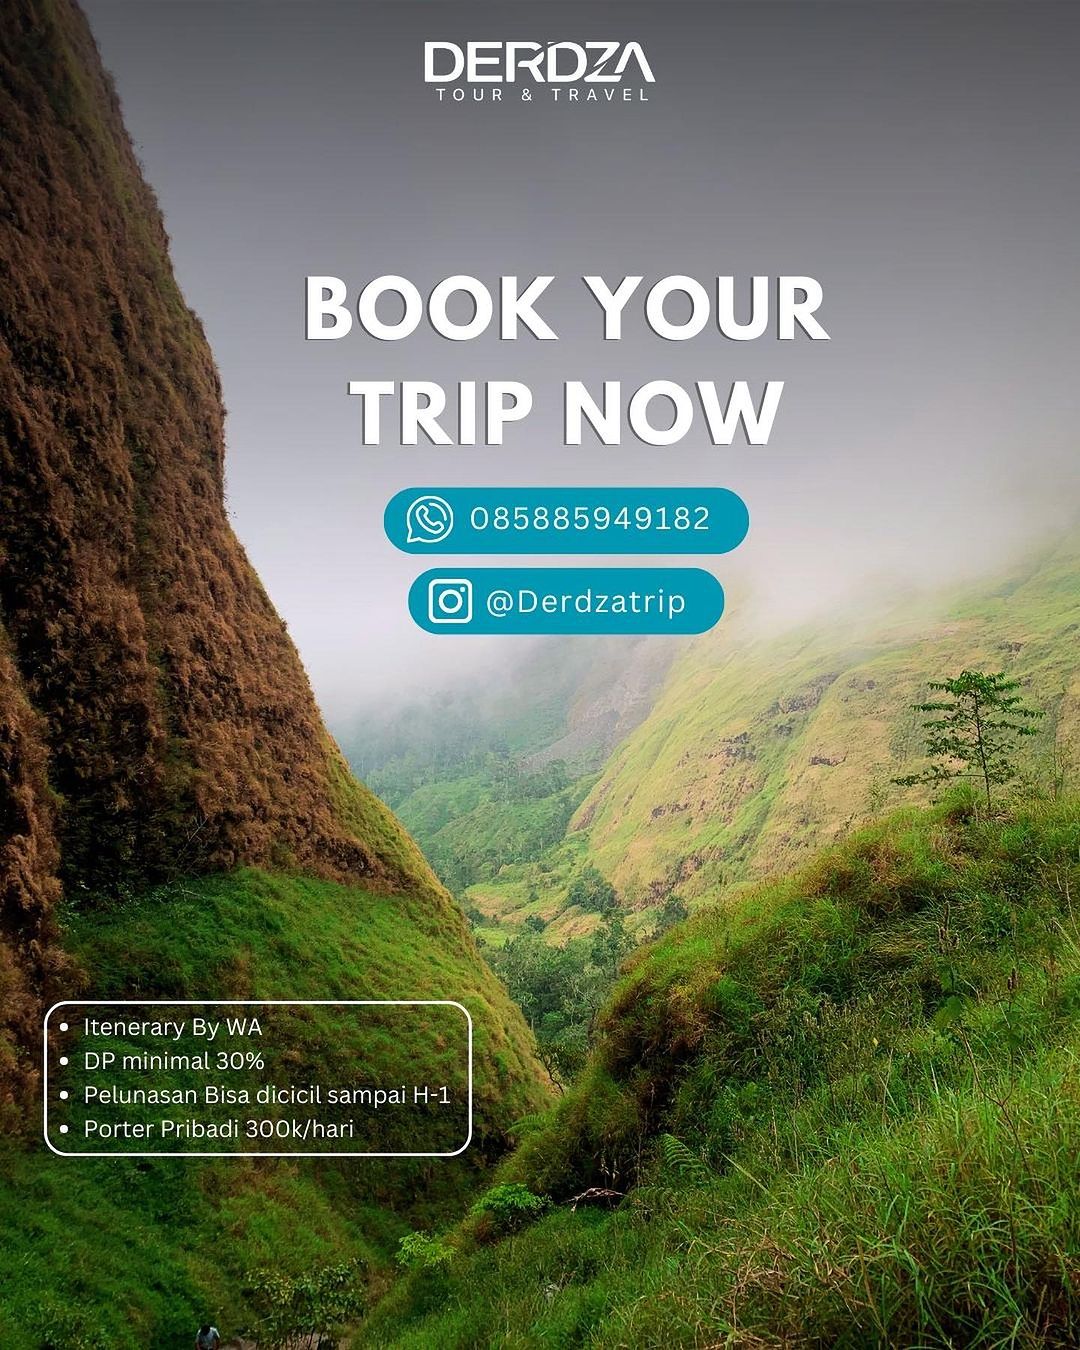 DERDZA
TOUR & TRAVEL
BOOK YOUR
TRIP NOW
085885949182
@Derdzatrip
• Itenerary By WA
• DP minimal 30%
• Pelunasan Bisa dicicil sampai H-1
• Porter Pribadi 300k/hari